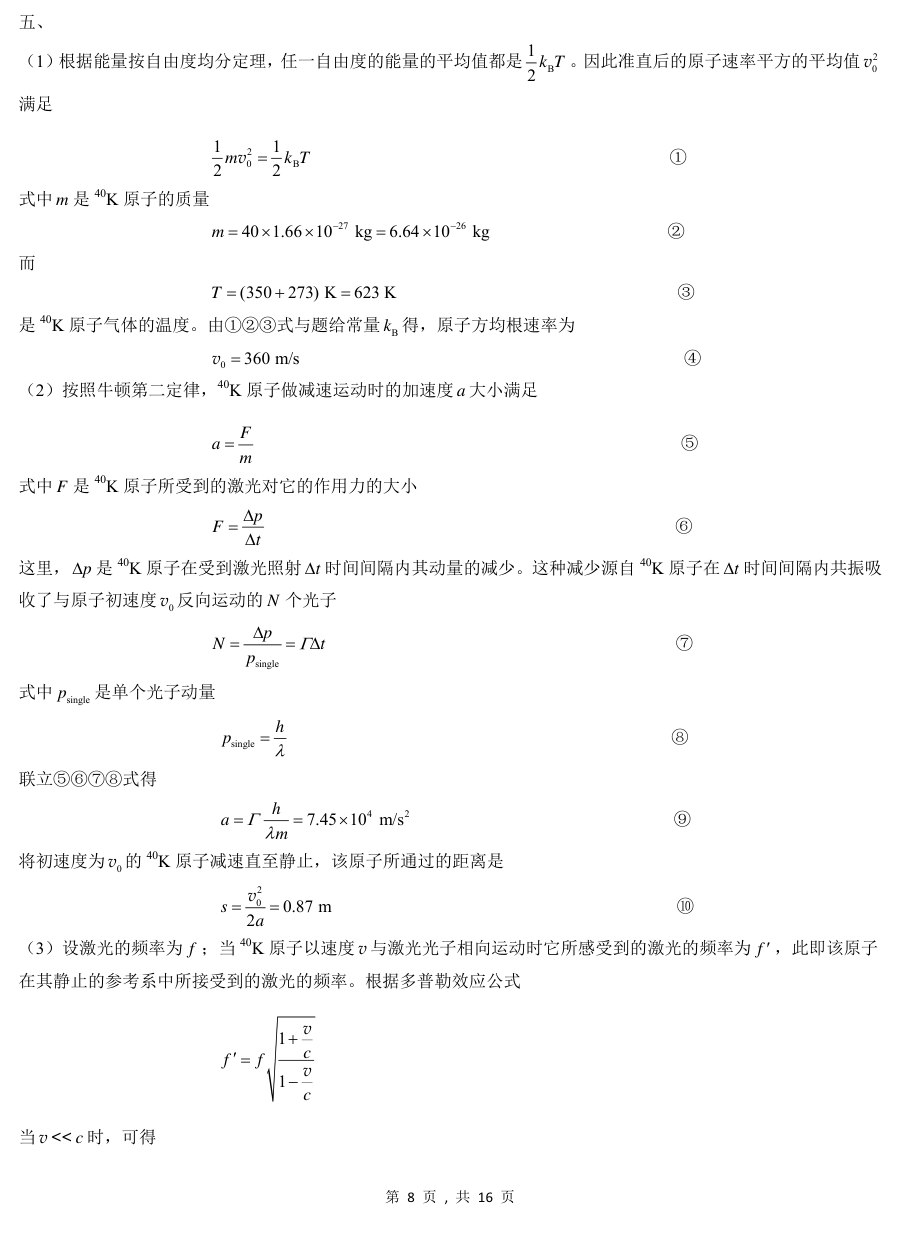 五、
（1）根据能量按自由度均分定理，任一自由度的能量的平均值都是 $\frac{1}{2}k_{\mathrm{B}}T$ 。因此准直后的原子速率平方的平均值 $v_0^2$
满足
$\frac{1}{2}mv_0^2=\frac{1}{2}k_{\mathrm{B}}T$ ①
式中 $m$ 是 $^{40}$K 原子的质量
$m=40\times1.66\times10^{-27}$ kg $=6.64\times10^{-26}$ kg ②
而
$T=(350+273)$ K $=623$ K ③
是 $^{40}$K 原子气体的温度。由①②③式与题给常量 $k_{\mathrm{B}}$ 得，原子方均根速率为
$v_0=360$ m/s ④
（2）按照牛顿第二定律，$^{40}$K 原子做减速运动时的加速度 $a$ 大小满足
$a=\frac{F}{m}$ ⑤
式中 $F$ 是 $^{40}$K 原子所受到的激光对它的作用力的大小
$F=\frac{\Delta p}{\Delta t}$ ⑥
这里，$\Delta p$ 是 $^{40}$K 原子在受到激光照射 $\Delta t$ 时间间隔内其动量的减少。这种减少源自 $^{40}$K 原子在 $\Delta t$ 时间间隔内共振吸
收了与原子初速度 $v_0$ 反向运动的 $N$ 个光子
$N=\frac{\Delta p}{p_{\mathrm{single}}}=\Gamma\Delta t$ ⑦
式中 $p_{\mathrm{single}}$ 是单个光子动量
$p_{\mathrm{single}}=\frac{h}{\lambda}$ ⑧
联立⑤⑥⑦⑧式得
$a=\Gamma\frac{h}{\lambda m}=7.45\times10^4$ m/s$^2$ ⑨
将初速度为 $v_0$ 的 $^{40}$K 原子减速直至静止，该原子所通过的距离是
$s=\frac{v_0^2}{2a}=0.87$ m ⑩
（3）设激光的频率为 $f$；当 $^{40}$K 原子以速度 $v$ 与激光光子相向运动时它所感受到的激光的频率为 $f'$，此即该原子
在其静止的参考系中所接受到的激光的频率。根据多普勒效应公式
$f'=f\sqrt{\frac{1+\frac{v}{c}}{1-\frac{v}{c}}}$
当 $v<<c$ 时，可得
第 8 页，共 16 页